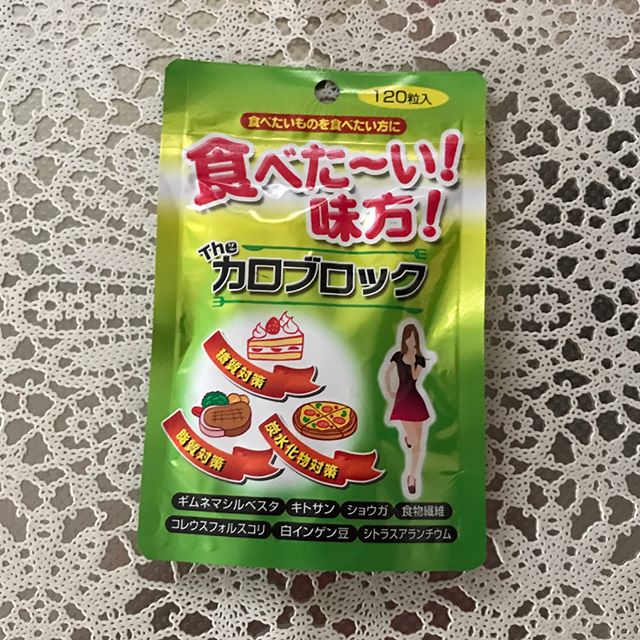 120粒入
食べたいものを食べたい方に
食べた〜い!
味方!
The
カロブロック
糖質対策
脂質対策
炭水化物対策
ギムネマシルベスタ キトサン ショウガ 食物繊維
コレウスフォルスコリ 白インゲン豆 シトラスアランチウム